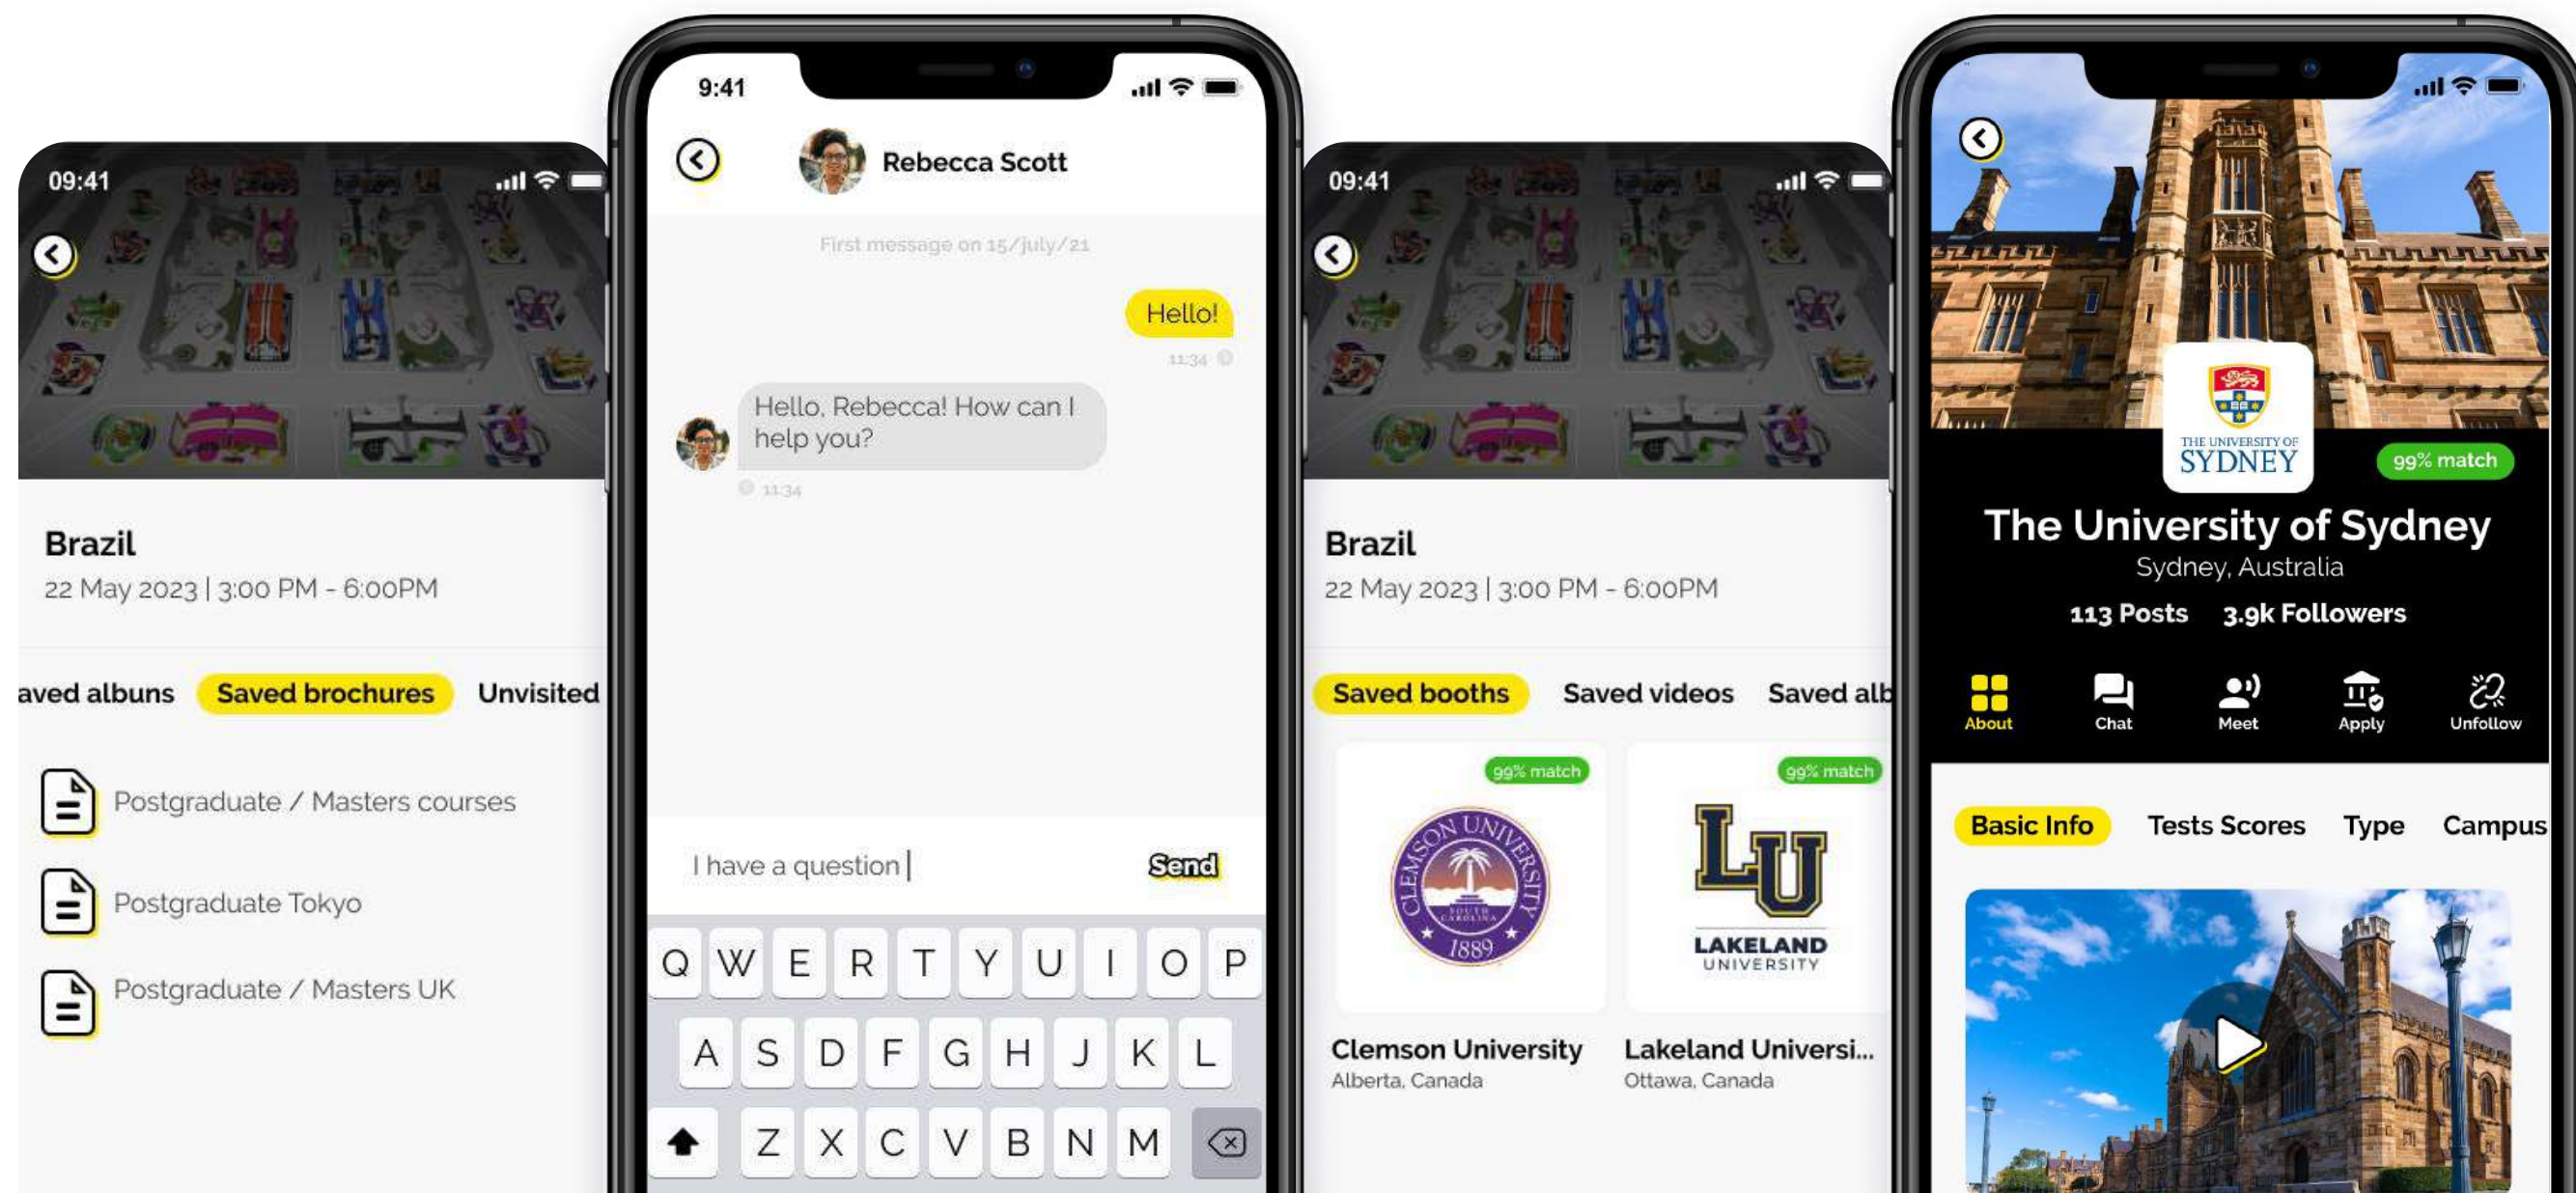 09:41
Brazil
22 May 2023 | 3:00 PM - 6:00PM
aved albuns
Saved brochures
Unvisited
Postgraduate / Masters courses
Postgraduate Tokyo
Postgraduate / Masters UK
9:41
Rebecca Scott
First message on 15/july/21
Hello!
11:34
Hello, Rebecca! How can I
help you?
11:34
I have a question
Send
Q W E R T Y U I O P
A S D F G H J K L
Z X C V B N M
09:41
Brazil
22 May 2023 | 3:00 PM - 6:00PM
Saved booths
Saved videos
Saved alb
99% match
CLEMSON UNIVERSITY
SOUTH
CAROLINA
1889
Clemson University
Alberta, Canada
99% match
LU
LAKELAND
UNIVERSITY
Lakeland Universi...
Ottawa, Canada
THE UNIVERSITY OF
SYDNEY
99% match
The University of Sydney
Sydney, Australia
113 Posts 3.9k Followers
About
Chat
Meet
Apply
Unfollow
Basic Info
Tests Scores
Type
Campus